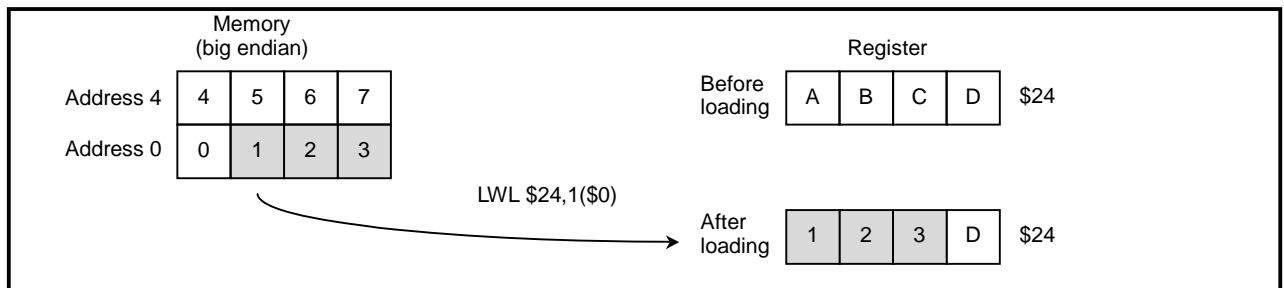 Memory
(big endian)
Register
Address 4 4 5 6 7
Before
loading A B C D $24
Address 0 0 1 2 3
LWL $24,1($0)
After
loading 1 2 3 D $24